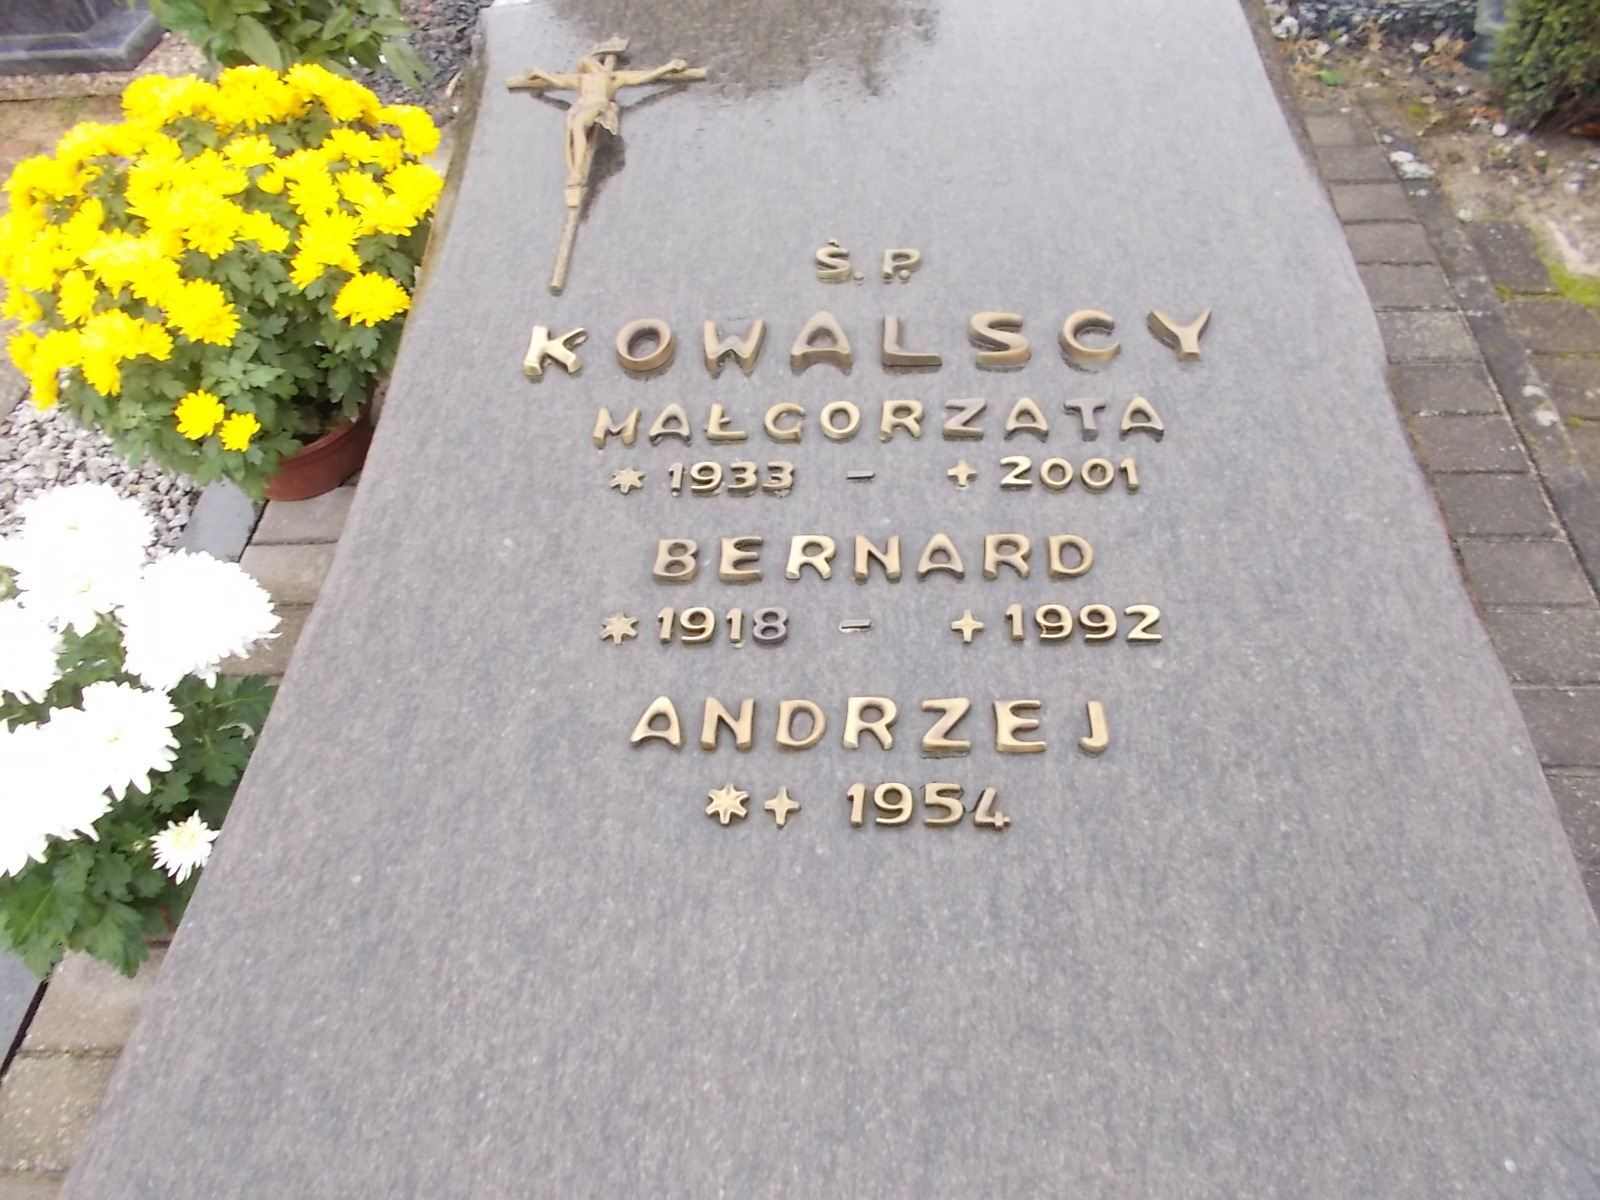 Ś.P.
KOWALSCY
MAŁGORZATA
* 1933 - + 2001
BERNARD
* 1918 - + 1992
ANDRZEJ
*+ 1954